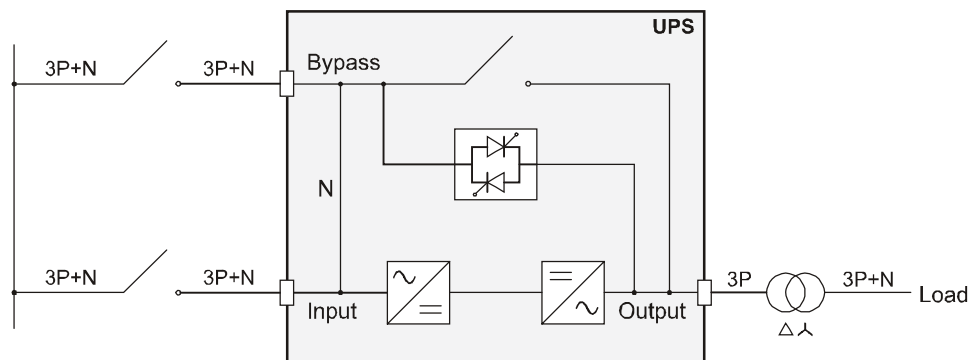 UPS
3P+N
3P+N
Bypass
N
3P+N
3P+N
Input
Output
3P
3P+N
Load